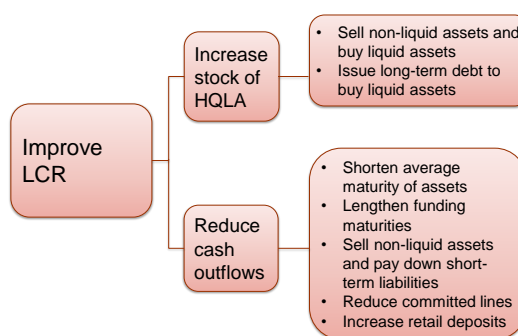 Improve
LCR
Increase
stock of
HQLA
• Sell non-liquid assets and
buy liquid assets
• Issue long-term debt to
buy liquid assets
Reduce
cash
outflows
• Shorten average
maturity of assets
• Lengthen funding
maturities
• Sell non-liquid assets
and pay down short-
term liabilities
• Reduce committed lines
• Increase retail deposits